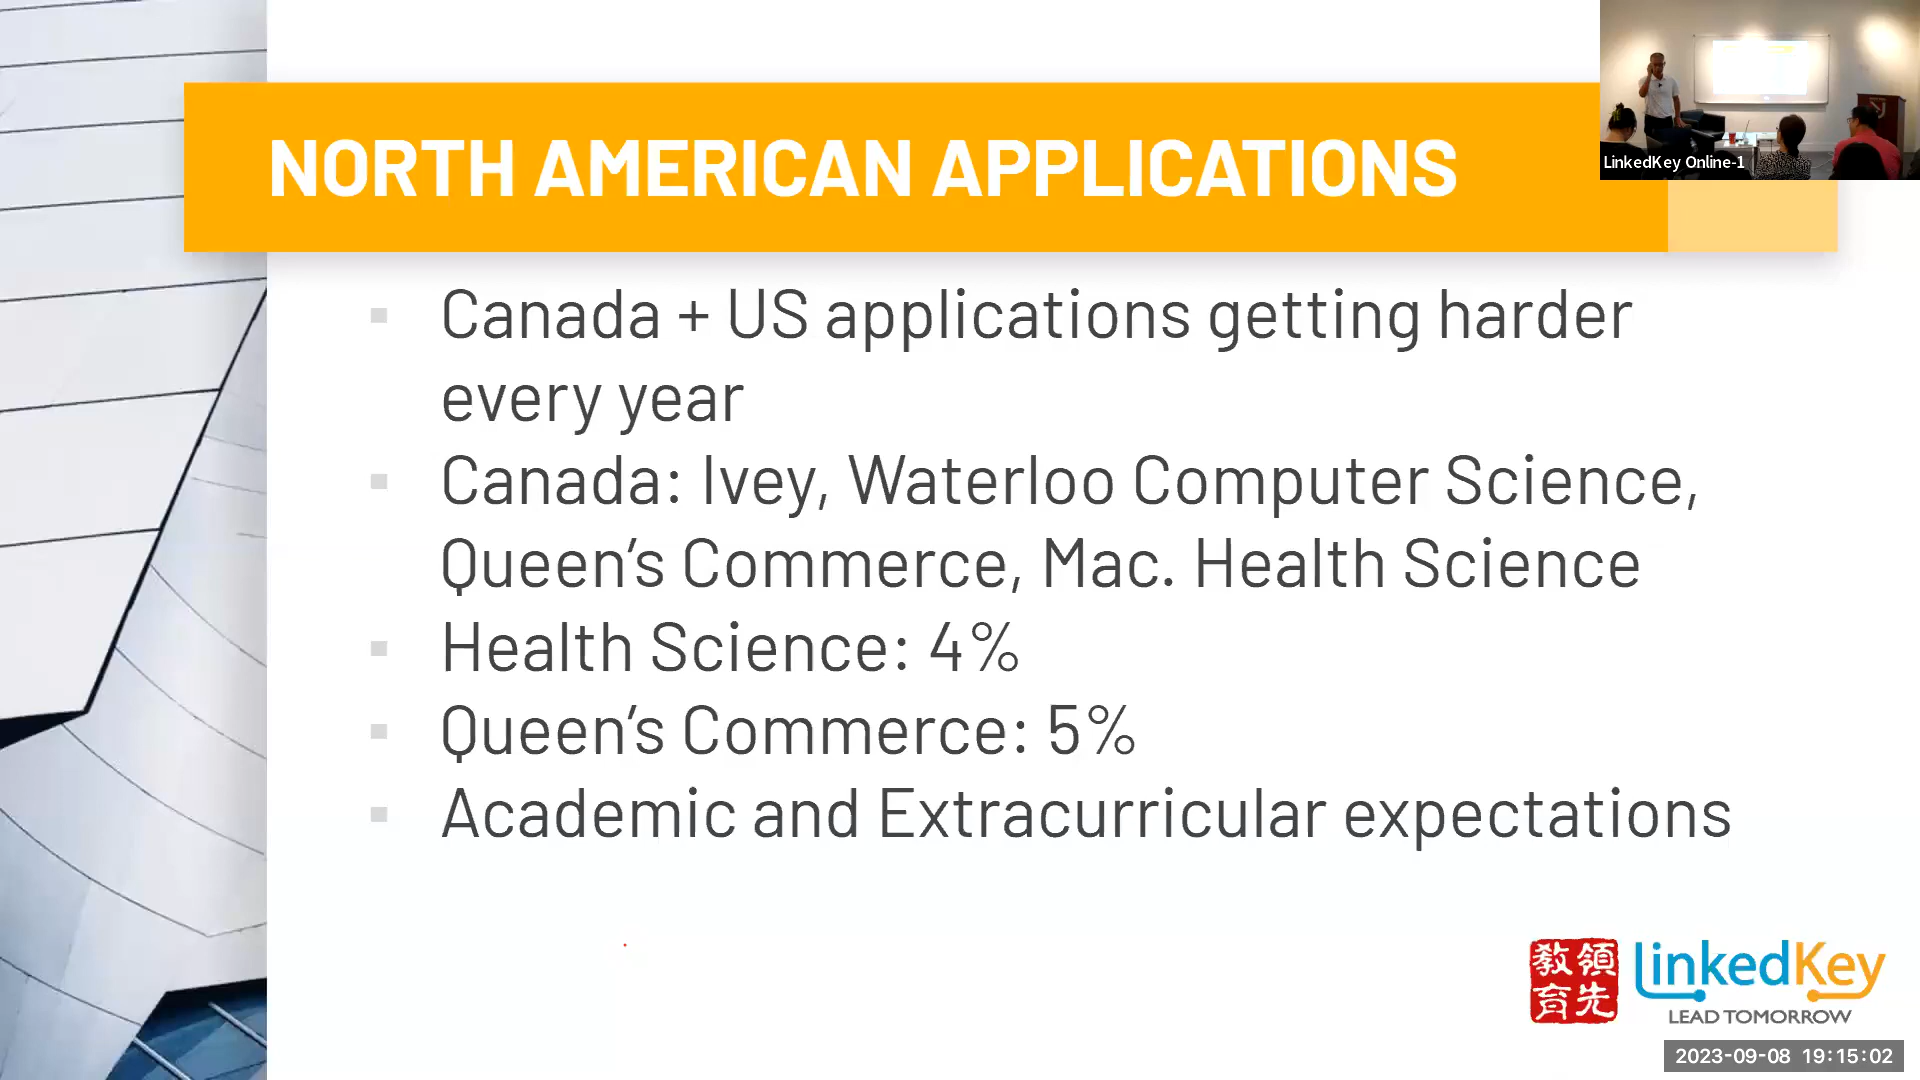 NORTH AMERICAN APPLICATIONS
LinkedKey Online-1
Canada + US applications getting harder
every year
Canada: Ivey, Waterloo Computer Science,
Queen’s Commerce, Mac. Health Science
Health Science: 4%
Queen’s Commerce: 5%
Academic and Extracurricular expectations
領先
教育
LinkedKey
LEAD TOMORROW
2023-09-08 19:15:02